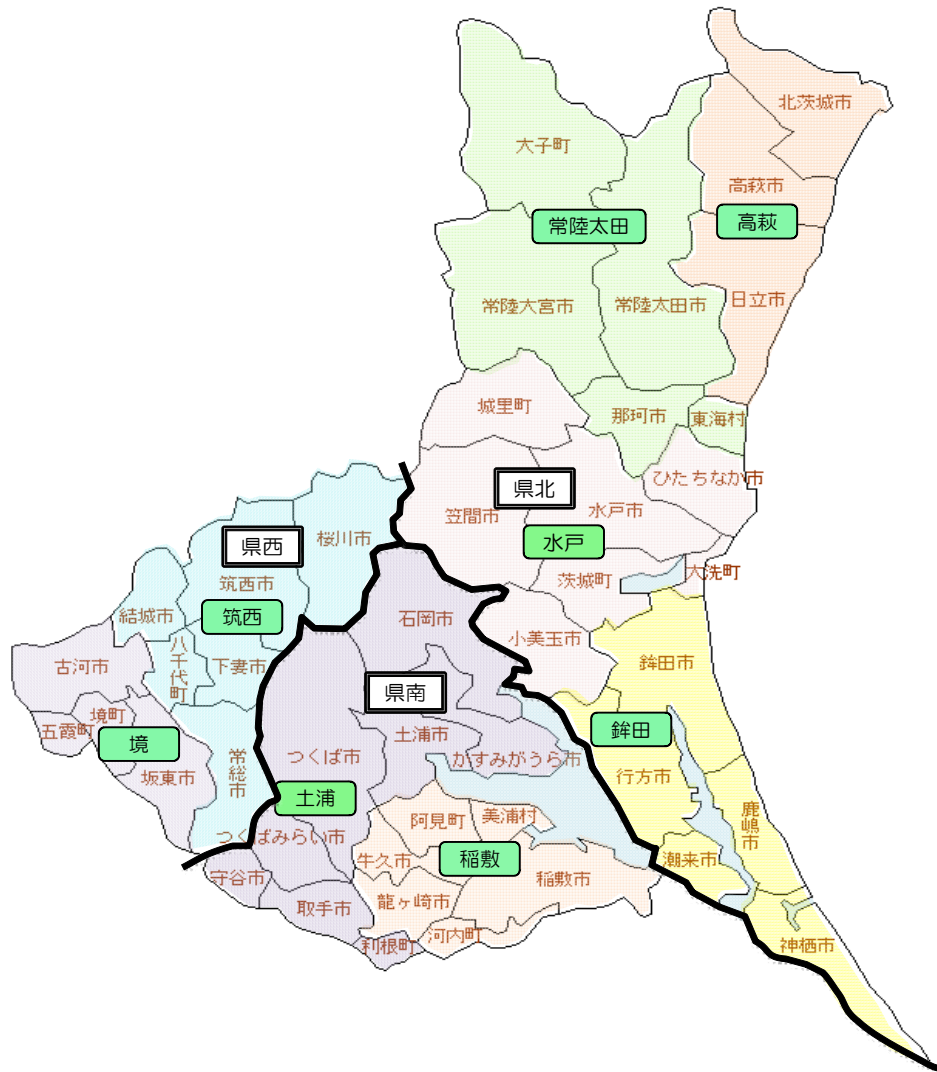 北茨城市
大子町
高萩市
高萩
常陸太田
日立市
常陸大宮市
常陸太田市
城里町
那珂市
東海村
ひたちなか市
県北
笠間市
水戸市
水戸
桜川市
県西
茨城町
大洗町
筑西市
筑西
結城市
石岡市
小美玉市
八千代町
下妻市
古河市
鉾田市
県南
境町
五霞町
境
鉾田
土浦市
つくば市
かすみがうら市
坂東市
常総市
行方市
土浦
阿見町
美浦村
鹿嶋市
つくばみらい市
牛久市
稲敷
潮来市
守谷市
稲敷市
取手市
龍ヶ崎市
利根町
河内町
神栖市